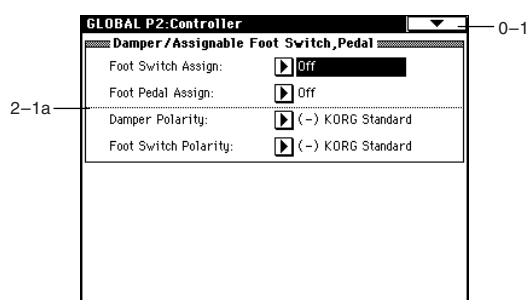 GLOBAL P2:Controller
0–1
Damper/Assignable Foot Switch,Pedal
Foot Switch Assign: Off
Foot Pedal Assign: Off
2–1a
Damper Polarity: (-) KORG Standard
Foot Switch Polarity: (-) KORG Standard